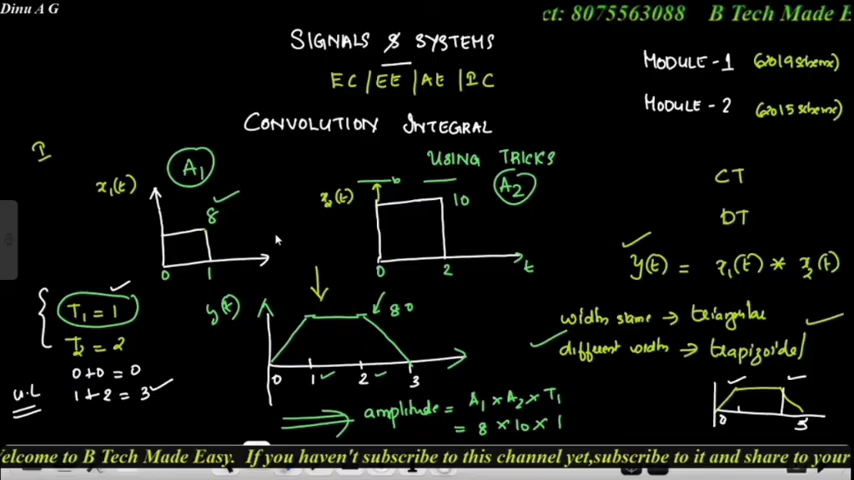 Dinu A G
ct: 8075563088 B Tech Made E
SIGNALS & SYSTEMS
EC | EE | AE | IC
MODULE - 1 (2019 scheme)
MODULE - 2 (2015 scheme)
CONVOLUTION INTEGRAL
USING TRICKS
I
A1
A2
x1(t)
8
0 1
x2(t)
10
0 2 t
CT
DT
y(t) = x1(t) * x2(t)
T1 = 1
T2 = 2
0+0 = 0
U.L 1+2 = 3
y(t)
80
0 1 2 3
width same → triangular
different width → trapizoidel
0 3
amplitude = A1 × A2 × T1
= 8 × 10 × 1
elcome to B Tech Made Easy. If you haven't subscribe to this channel yet,subscribe to it and share to your